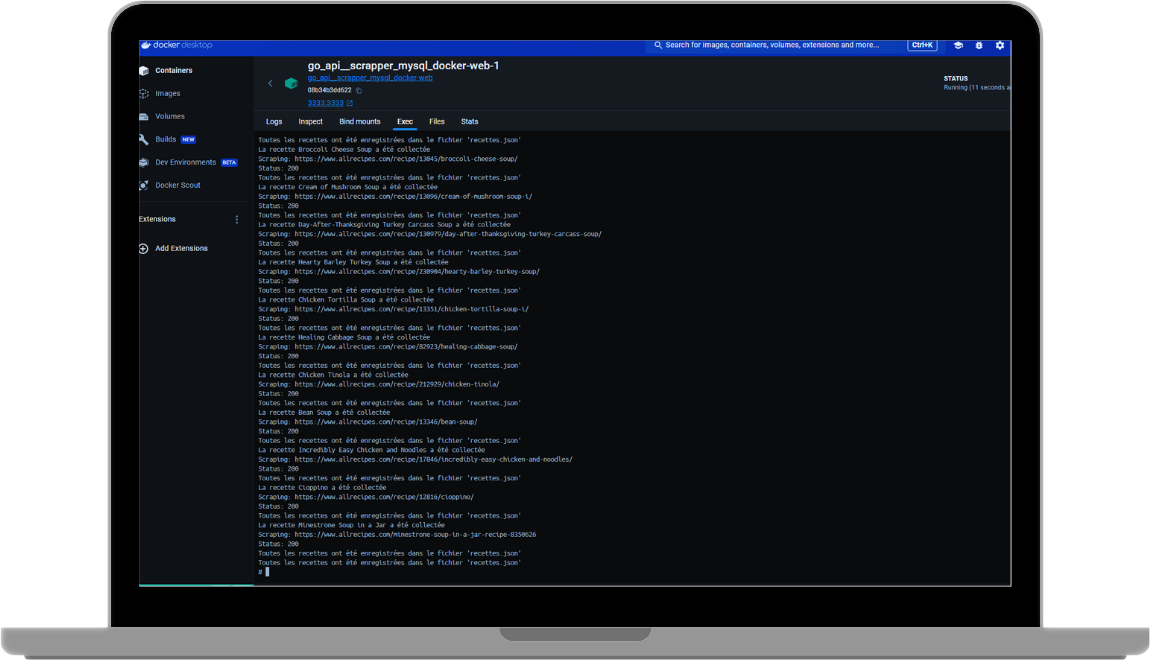 docker desktop
Search for images, containers, volumes, extensions and more...
Ctrl+K
Containers
Images
Volumes
Builds NEW
Dev Environments BETA
Docker Scout
Extensions
Add Extensions
go_api__scrapper_mysql_docker-web-1
go_api__scrapper_mysql_docker-web
08b34b3dd622
3333:3333
STATUS
Running (11 seconds a
Logs Inspect Bind mounts Exec Files Stats
Toutes les recettes ont été enregistrées dans le fichier 'recettes.json'
La recette Broccoli Cheese Soup a été collectée
Scraping: https://www.allrecipes.com/recipe/13045/broccoli-cheese-soup/
Status: 200
Toutes les recettes ont été enregistrées dans le fichier 'recettes.json'
La recette Cream of Mushroom Soup a été collectée
Scraping: https://www.allrecipes.com/recipe/13096/cream-of-mushroom-soup-i/
Status: 200
Toutes les recettes ont été enregistrées dans le fichier 'recettes.json'
La recette Day-After-Thanksgiving Turkey Carcass Soup a été collectée
Scraping: https://www.allrecipes.com/recipe/130979/day-after-thanksgiving-turkey-carcass-soup/
Status: 200
Toutes les recettes ont été enregistrées dans le fichier 'recettes.json'
La recette Hearty Barley Turkey Soup a été collectée
Scraping: https://www.allrecipes.com/recipe/230904/hearty-barley-turkey-soup/
Status: 200
Toutes les recettes ont été enregistrées dans le fichier 'recettes.json'
La recette Chicken Tortilla Soup a été collectée
Scraping: https://www.allrecipes.com/recipe/13351/chicken-tortilla-soup-i/
Status: 200
Toutes les recettes ont été enregistrées dans le fichier 'recettes.json'
La recette Healing Cabbage Soup a été collectée
Scraping: https://www.allrecipes.com/recipe/82923/healing-cabbage-soup/
Status: 200
Toutes les recettes ont été enregistrées dans le fichier 'recettes.json'
La recette Chicken Tinola a été collectée
Scraping: https://www.allrecipes.com/recipe/212929/chicken-tinola/
Status: 200
Toutes les recettes ont été enregistrées dans le fichier 'recettes.json'
La recette Bean Soup a été collectée
Scraping: https://www.allrecipes.com/recipe/13346/bean-soup/
Status: 200
Toutes les recettes ont été enregistrées dans le fichier 'recettes.json'
La recette Incredibly Easy Chicken and Noodles a été collectée
Scraping: https://www.allrecipes.com/recipe/17846/incredibly-easy-chicken-and-noodles/
Status: 200
Toutes les recettes ont été enregistrées dans le fichier 'recettes.json'
La recette Cioppino a été collectée
Scraping: https://www.allrecipes.com/recipe/12816/cioppino/
Status: 200
Toutes les recettes ont été enregistrées dans le fichier 'recettes.json'
La recette Minestrone Soup in a Jar a été collectée
Scraping: https://www.allrecipes.com/minestrone-soup-in-a-jar-recipe-8350626
Status: 200
Toutes les recettes ont été enregistrées dans le fichier 'recettes.json'
Toutes les recettes ont été enregistrées dans le fichier 'recettes.json'
#